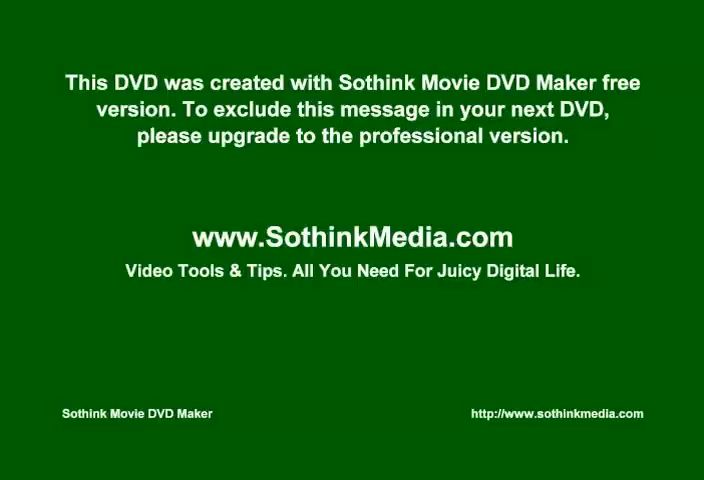 This DVD was created with Sothink Movie DVD Maker free
version. To exclude this message in your next DVD,
please upgrade to the professional version.
www.SothinkMedia.com
Video Tools & Tips. All You Need For Juicy Digital Life.
Sothink Movie DVD Maker
http://www.sothinkmedia.com